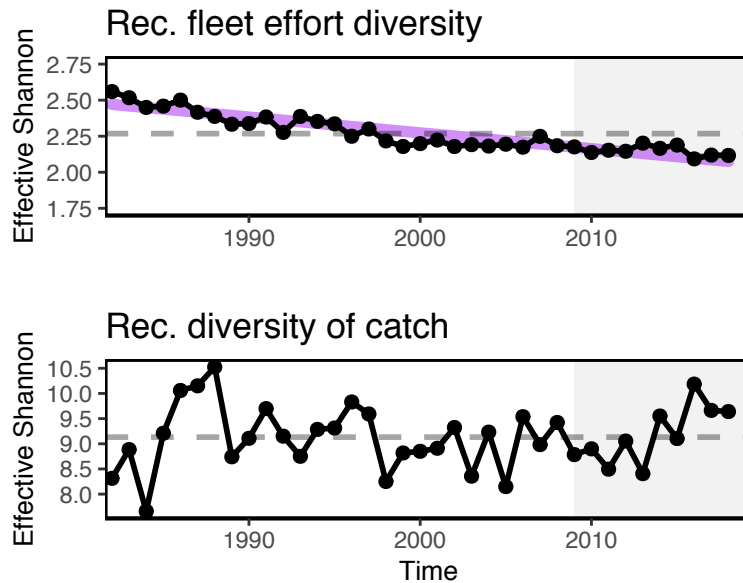 Rec. fleet effort diversity
Effective Shannon
2.75
2.50
2.25
2.00
1.75
1990 2000 2010
Rec. diversity of catch
Effective Shannon
10.5
10.0
9.5
9.0
8.5
8.0
1990 2000 2010
Time